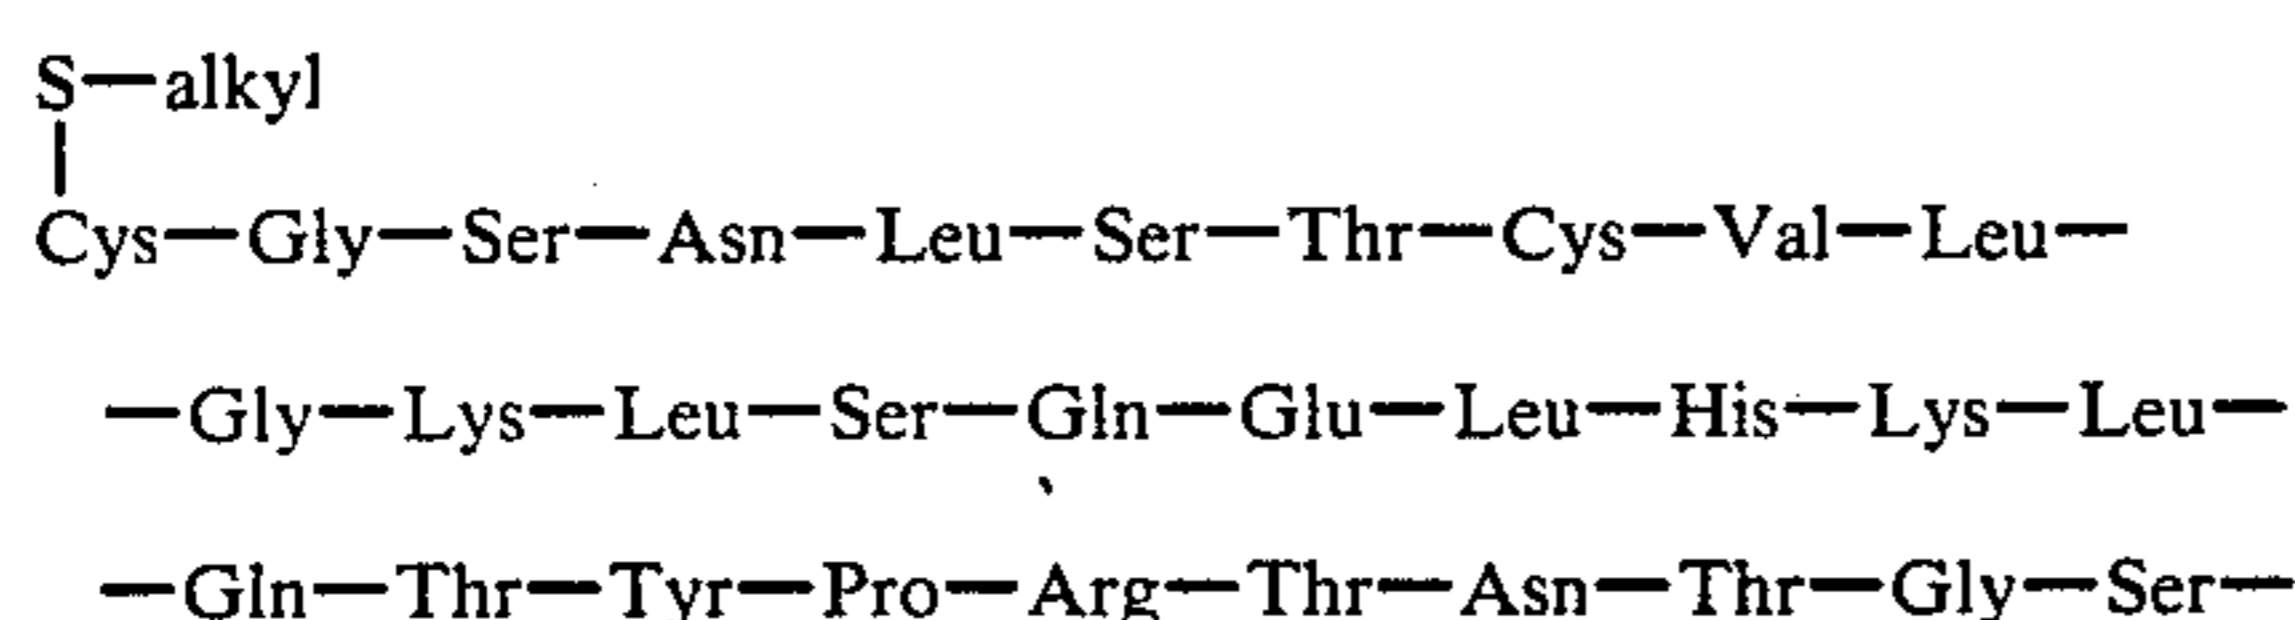 S—alkyl
Cys—Gly—Ser—Asn—Leu—Ser—Thr—Cys—Val—Leu—
—Gly—Lys—Leu—Ser—Gln—Glu—Leu—His—Lys—Leu—
—Gln—Thr—Tyr—Pro—Arg—Thr—Asn—Thr—Gly—Ser—